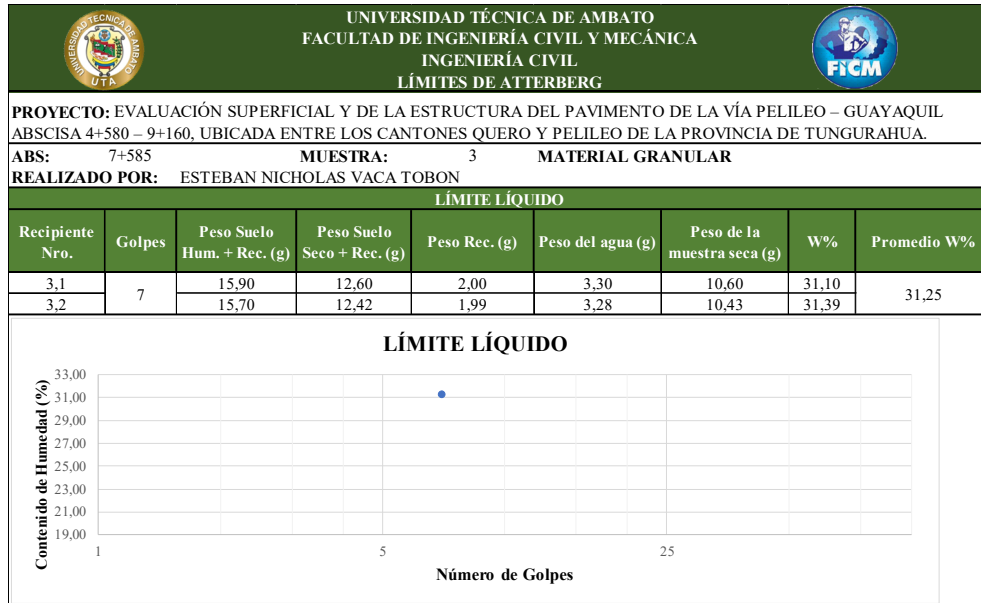 UNIVERSIDAD TÉCNICA DE AMBATO
FACULTAD DE INGENIERÍA CIVIL Y MECÁNICA
INGENIERÍA CIVIL
LÍMITES DE ATTERBERG
UNIVERSIDAD TÉCNICA DE AMBATO
UTA
FICM
PROYECTO: EVALUACIÓN SUPERFICIAL Y DE LA ESTRUCTURA DEL PAVIMENTO DE LA VÍA PELILEO – GUAYAQUIL
ABSCISA 4+580 – 9+160, UBICADA ENTRE LOS CANTONES QUERO Y PELILEO DE LA PROVINCIA DE TUNGURAHUA.
ABS: 7+585 MUESTRA: 3 MATERIAL GRANULAR
REALIZADO POR: ESTEBAN NICHOLAS VACA TOBON
LÍMITE LÍQUIDO
Recipiente Nro. Golpes Peso Suelo Hum. + Rec. (g) Peso Suelo Seco + Rec. (g) Peso Rec. (g) Peso del agua (g) Peso de la muestra seca (g) W% Promedio W%
3,1 7 15,90 12,60 2,00 3,30 10,60 31,10 31,25
3,2 15,70 12,42 1,99 3,28 10,43 31,39
LÍMITE LÍQUIDO
Contenido de Humedad (%)
33,00
31,00
29,00
27,00
25,00
23,00
21,00
19,00
1 5 25
Número de Golpes